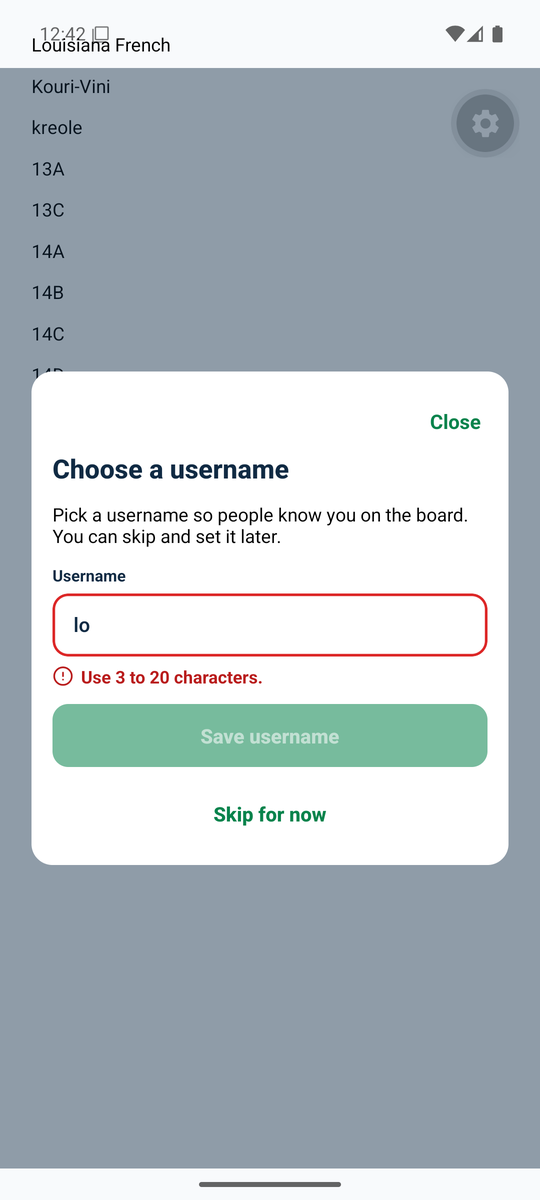 12:42
Louisiana French
Kouri-Vini
kreole
13A
13C
14A
14B
14C
Close
Choose a username
Pick a username so people know you on the board.
You can skip and set it later.
Username
lo
Use 3 to 20 characters.
Save username
Skip for now